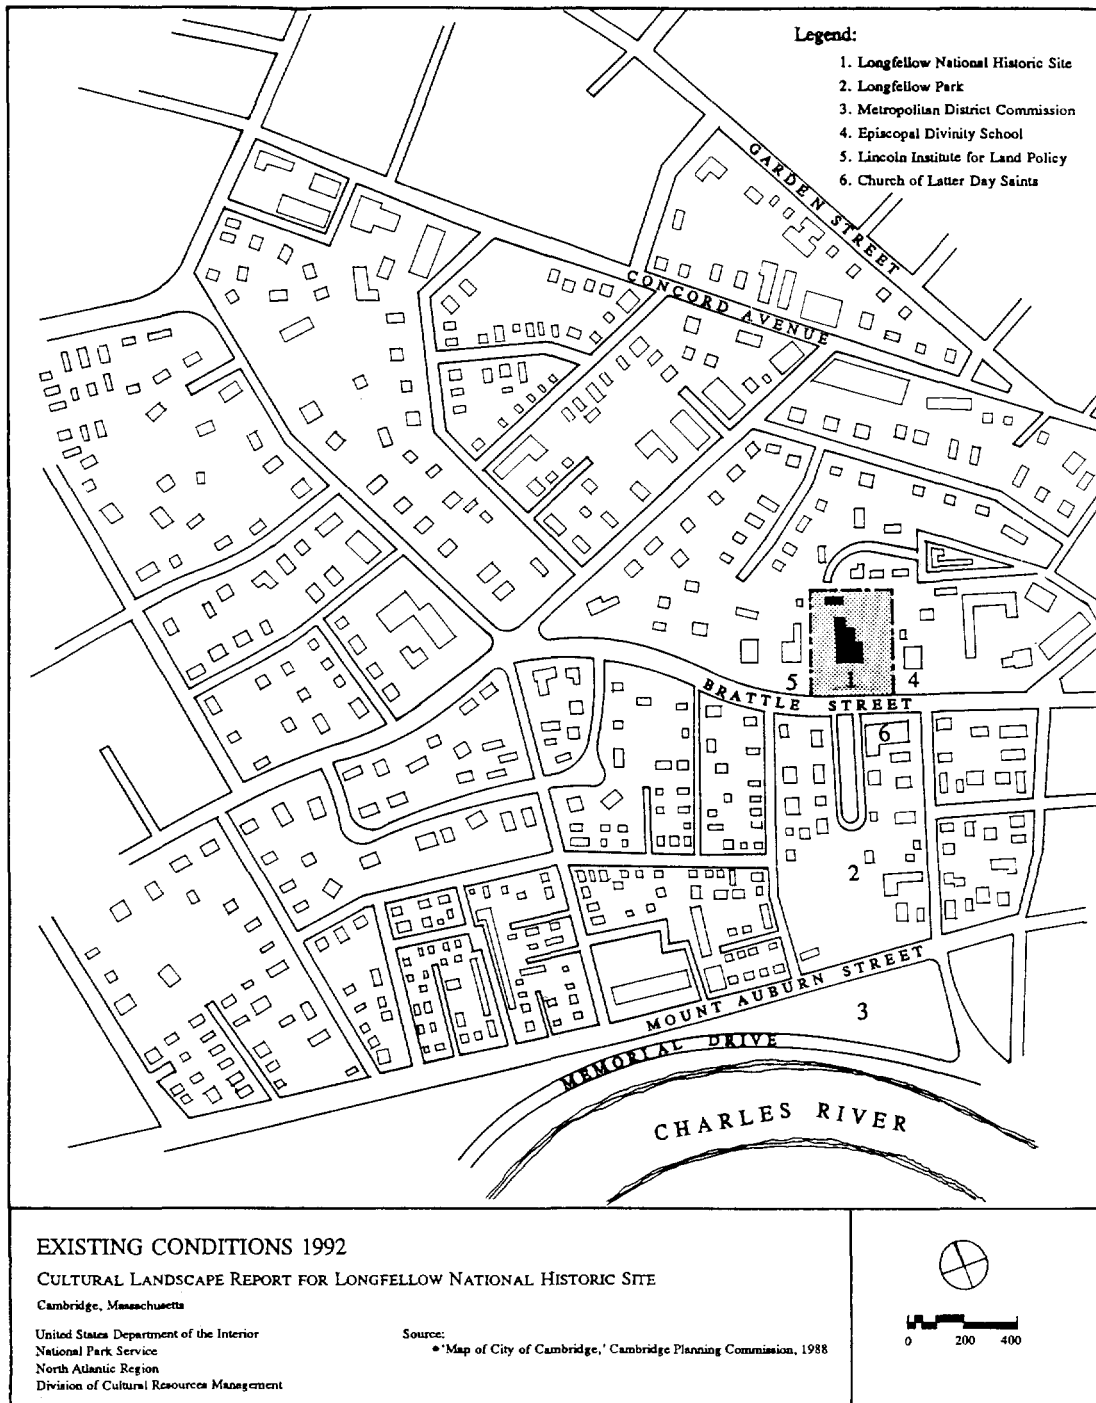 Legend:
1. Longfellow National Historic Site
2. Longfellow Park
3. Metropolitan District Commission
4. Episcopal Divinity School
5. Lincoln Institute for Land Policy
6. Church of Latter Day Saints
GARDEN STREET
CONCORD AVENUE
5
1
4
BRATTLE STREET
6
2
MOUNT AUBURN STREET
3
MEMORIAL DRIVE
CHARLES RIVER
EXISTING CONDITIONS 1992
CULTURAL LANDSCAPE REPORT FOR LONGFELLOW NATIONAL HISTORIC SITE
Cambridge, Massachusetts
United States Department of the Interior
National Park Service
North Atlantic Region
Division of Cultural Resources Management
Source:
• 'Map of City of Cambridge,' Cambridge Planning Commission, 1988
0 200 400